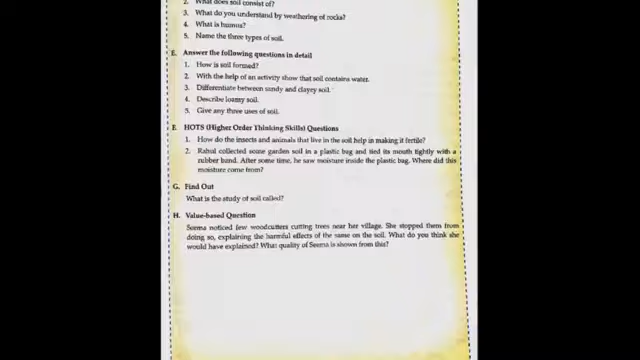 2. What does soil consist of?
3. What do you understand by weathering of rocks?
4. What is humus?
5. Name the three types of soil.
E. Answer the following questions in detail
1. How is soil formed?
2. With the help of an activity show that soil contains water.
3. Differentiate between sandy and clayey soil.
4. Describe loamy soil.
5. Give any three uses of soil.
F. HOTS (Higher Order Thinking Skills) Questions
1. How do the insects and animals that live in the soil help in making it fertile?
2. Rahul collected some garden soil in a plastic bag and tied its mouth tightly with a
rubber band. After some time, he saw moisture inside the plastic bag. Where did this
moisture come from?
G. Find Out
What is the study of soil called?
H. Value-based Question
Seema noticed few woodcutters cutting trees near her village. She stopped them from
doing so, explaining the harmful effects of the same on the soil. What do you think she
would have explained? What quality of Seema is shown from this?